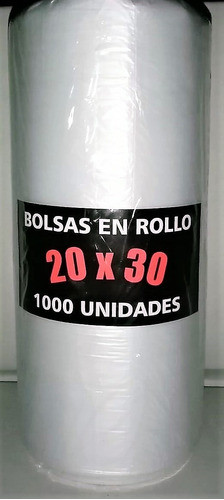 BOLSAS EN ROLLO
20 x 30
1000 UNIDADES